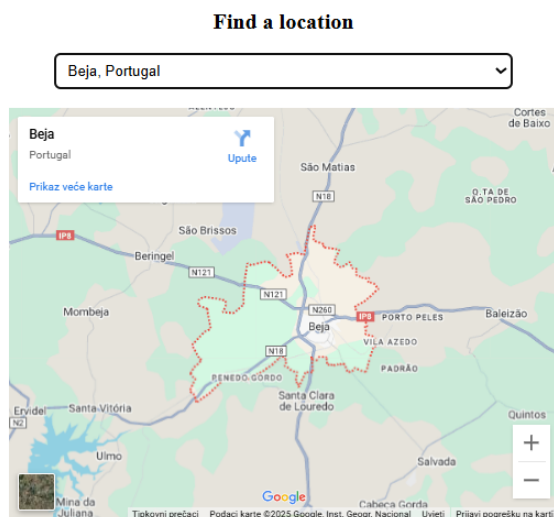 Find a location
Beja, Portugal
Cortes
de Baixo
Beja
Portugal
Upute
Prikaz veće karte
São Matias
N18
Q.TA DE
SÃO PEDRO
São Brissos
IP8
Beringel
N121
N121
N260
Mombeja
Beja
IP8
PORTO PELES
Baleizão
VILA AZEDO
N18
PENEDO GORDO
PADRÃO
Santa Clara
de Louredo
Ervidel
Santa-Vitória
N2
Quintos
Ulmo
Salvada
Mina da
Juliana
Google
Cabeça Gorda
Tipkovni prečaci
Podaci karte ©2025 Google, Inst. Geogr. Nacional
Uvjeti
Prijavi pogrešku na karti